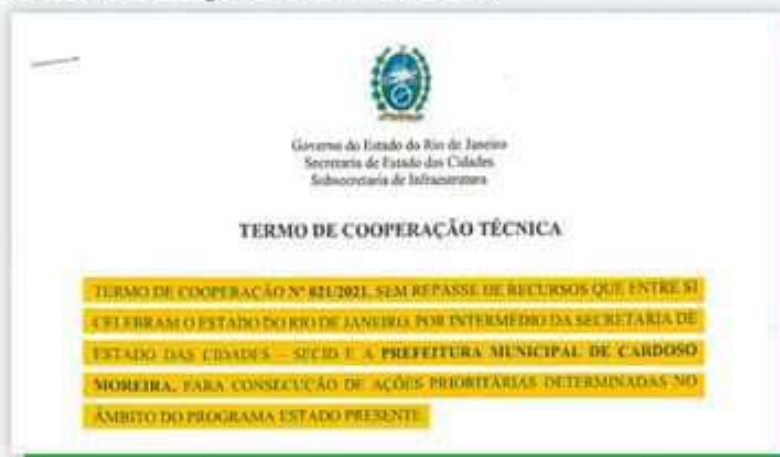 Governo do Estado do Rio de Janeiro
Secretaria de Estado das Cidades
Subsecretaria de Infraestrutura
TERMO DE COOPERAÇÃO TÉCNICA
TERMO DE COOPERAÇÃO Nº 021/2021, SEM REPASSE DE RECURSOS QUE ENTRE SI
CELEBRAM O ESTADO DO RIO DE JANEIRO, POR INTERMÉDIO DA SECRETARIA DE
ESTADO DAS CIDADES – SECID E A PREFEITURA MUNICIPAL DE CARDOSO
MOREIRA, PARA CONSECUÇÃO DE AÇÕES PRIORITÁRIAS DETERMINADAS NO
ÂMBITO DO PROGRAMA ESTADO PRESENTE.